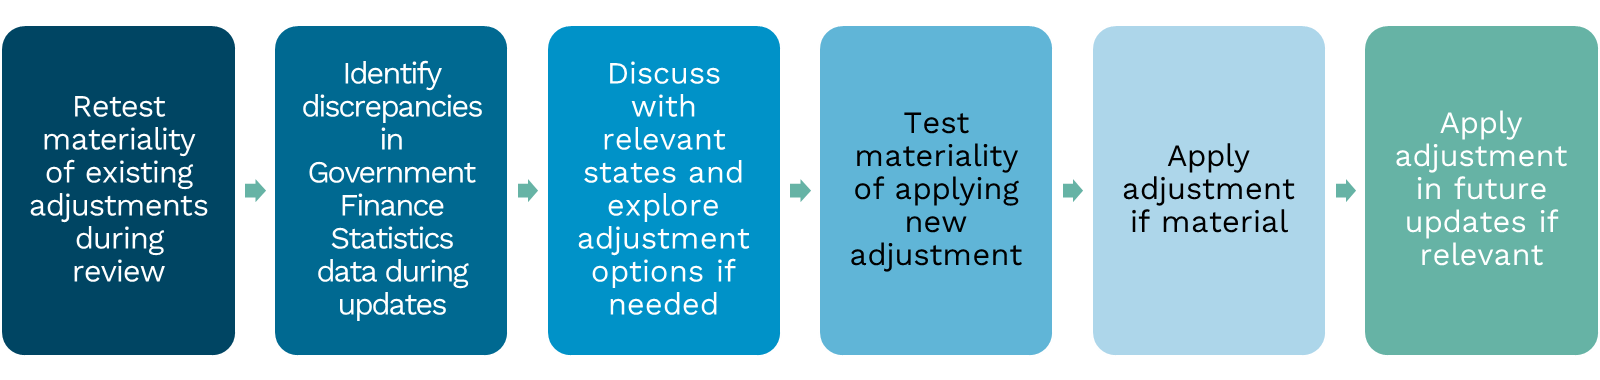 Retest
materiality
of existing
adjustments
during
review
Identify
discrepancies
in
Government
Finance
Statistics
data during
updates
Discuss
with
relevant
states and
explore
adjustment
options if
needed
Test
materiality
of applying
new
adjustment
Apply
adjustment
if material
Apply
adjustment
in future
updates if
relevant